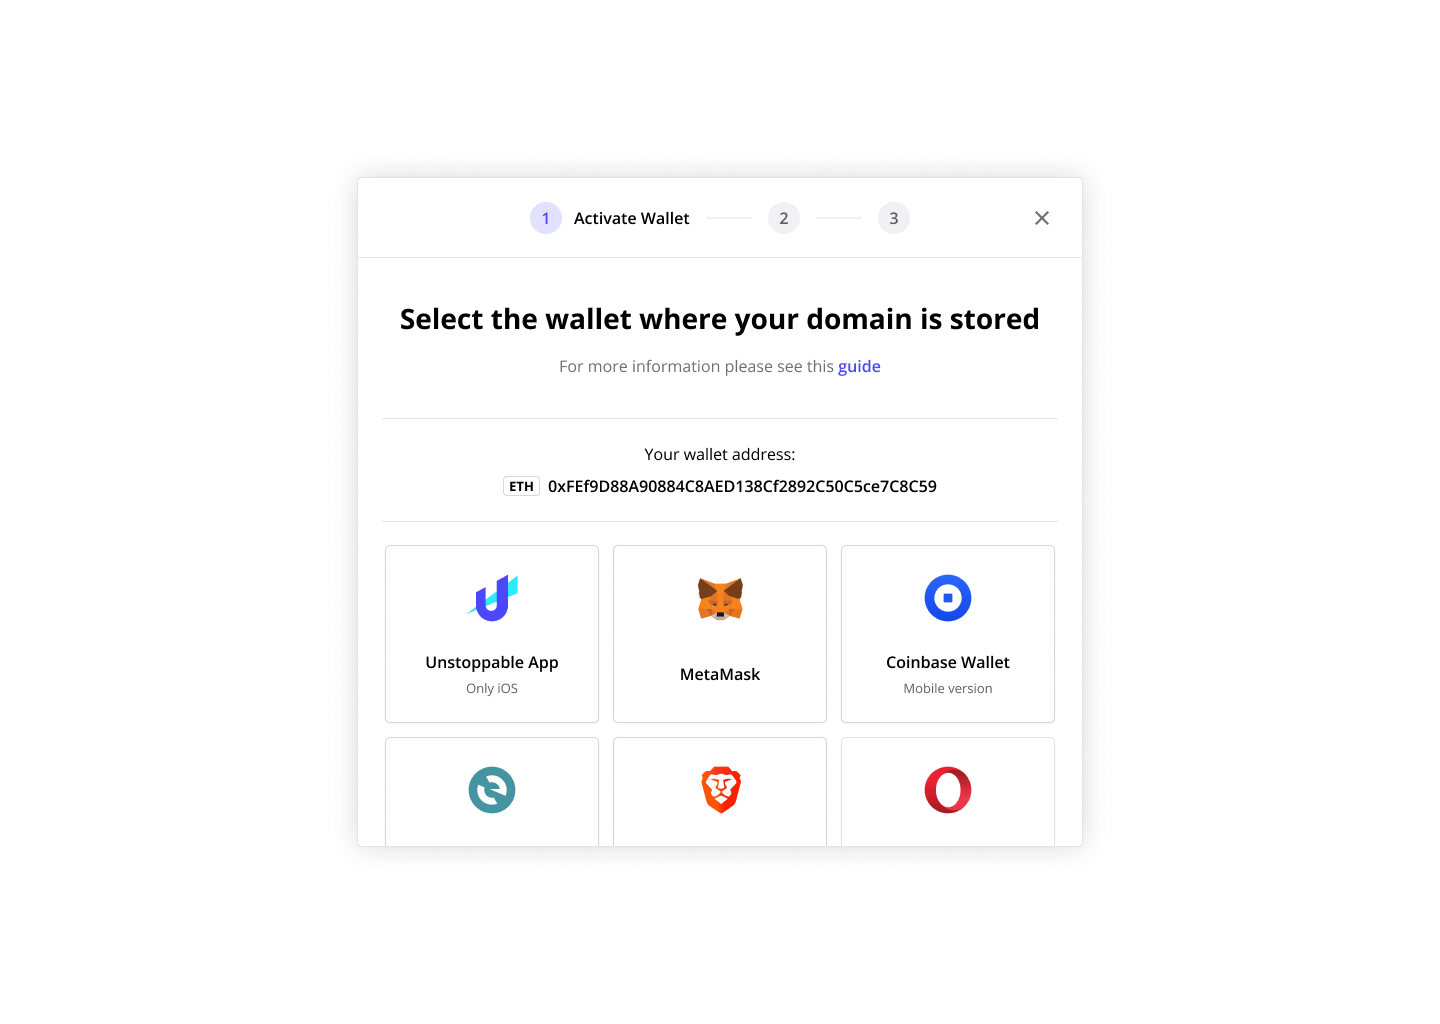 1 Activate Wallet 2 3
Select the wallet where your domain is stored
For more information please see this guide
Your wallet address:
ETH 0xFEf9D88A90884C8AED138Cf2892C50C5ce7C8C59
Unstoppable App
Only iOS
MetaMask
Coinbase Wallet
Mobile version